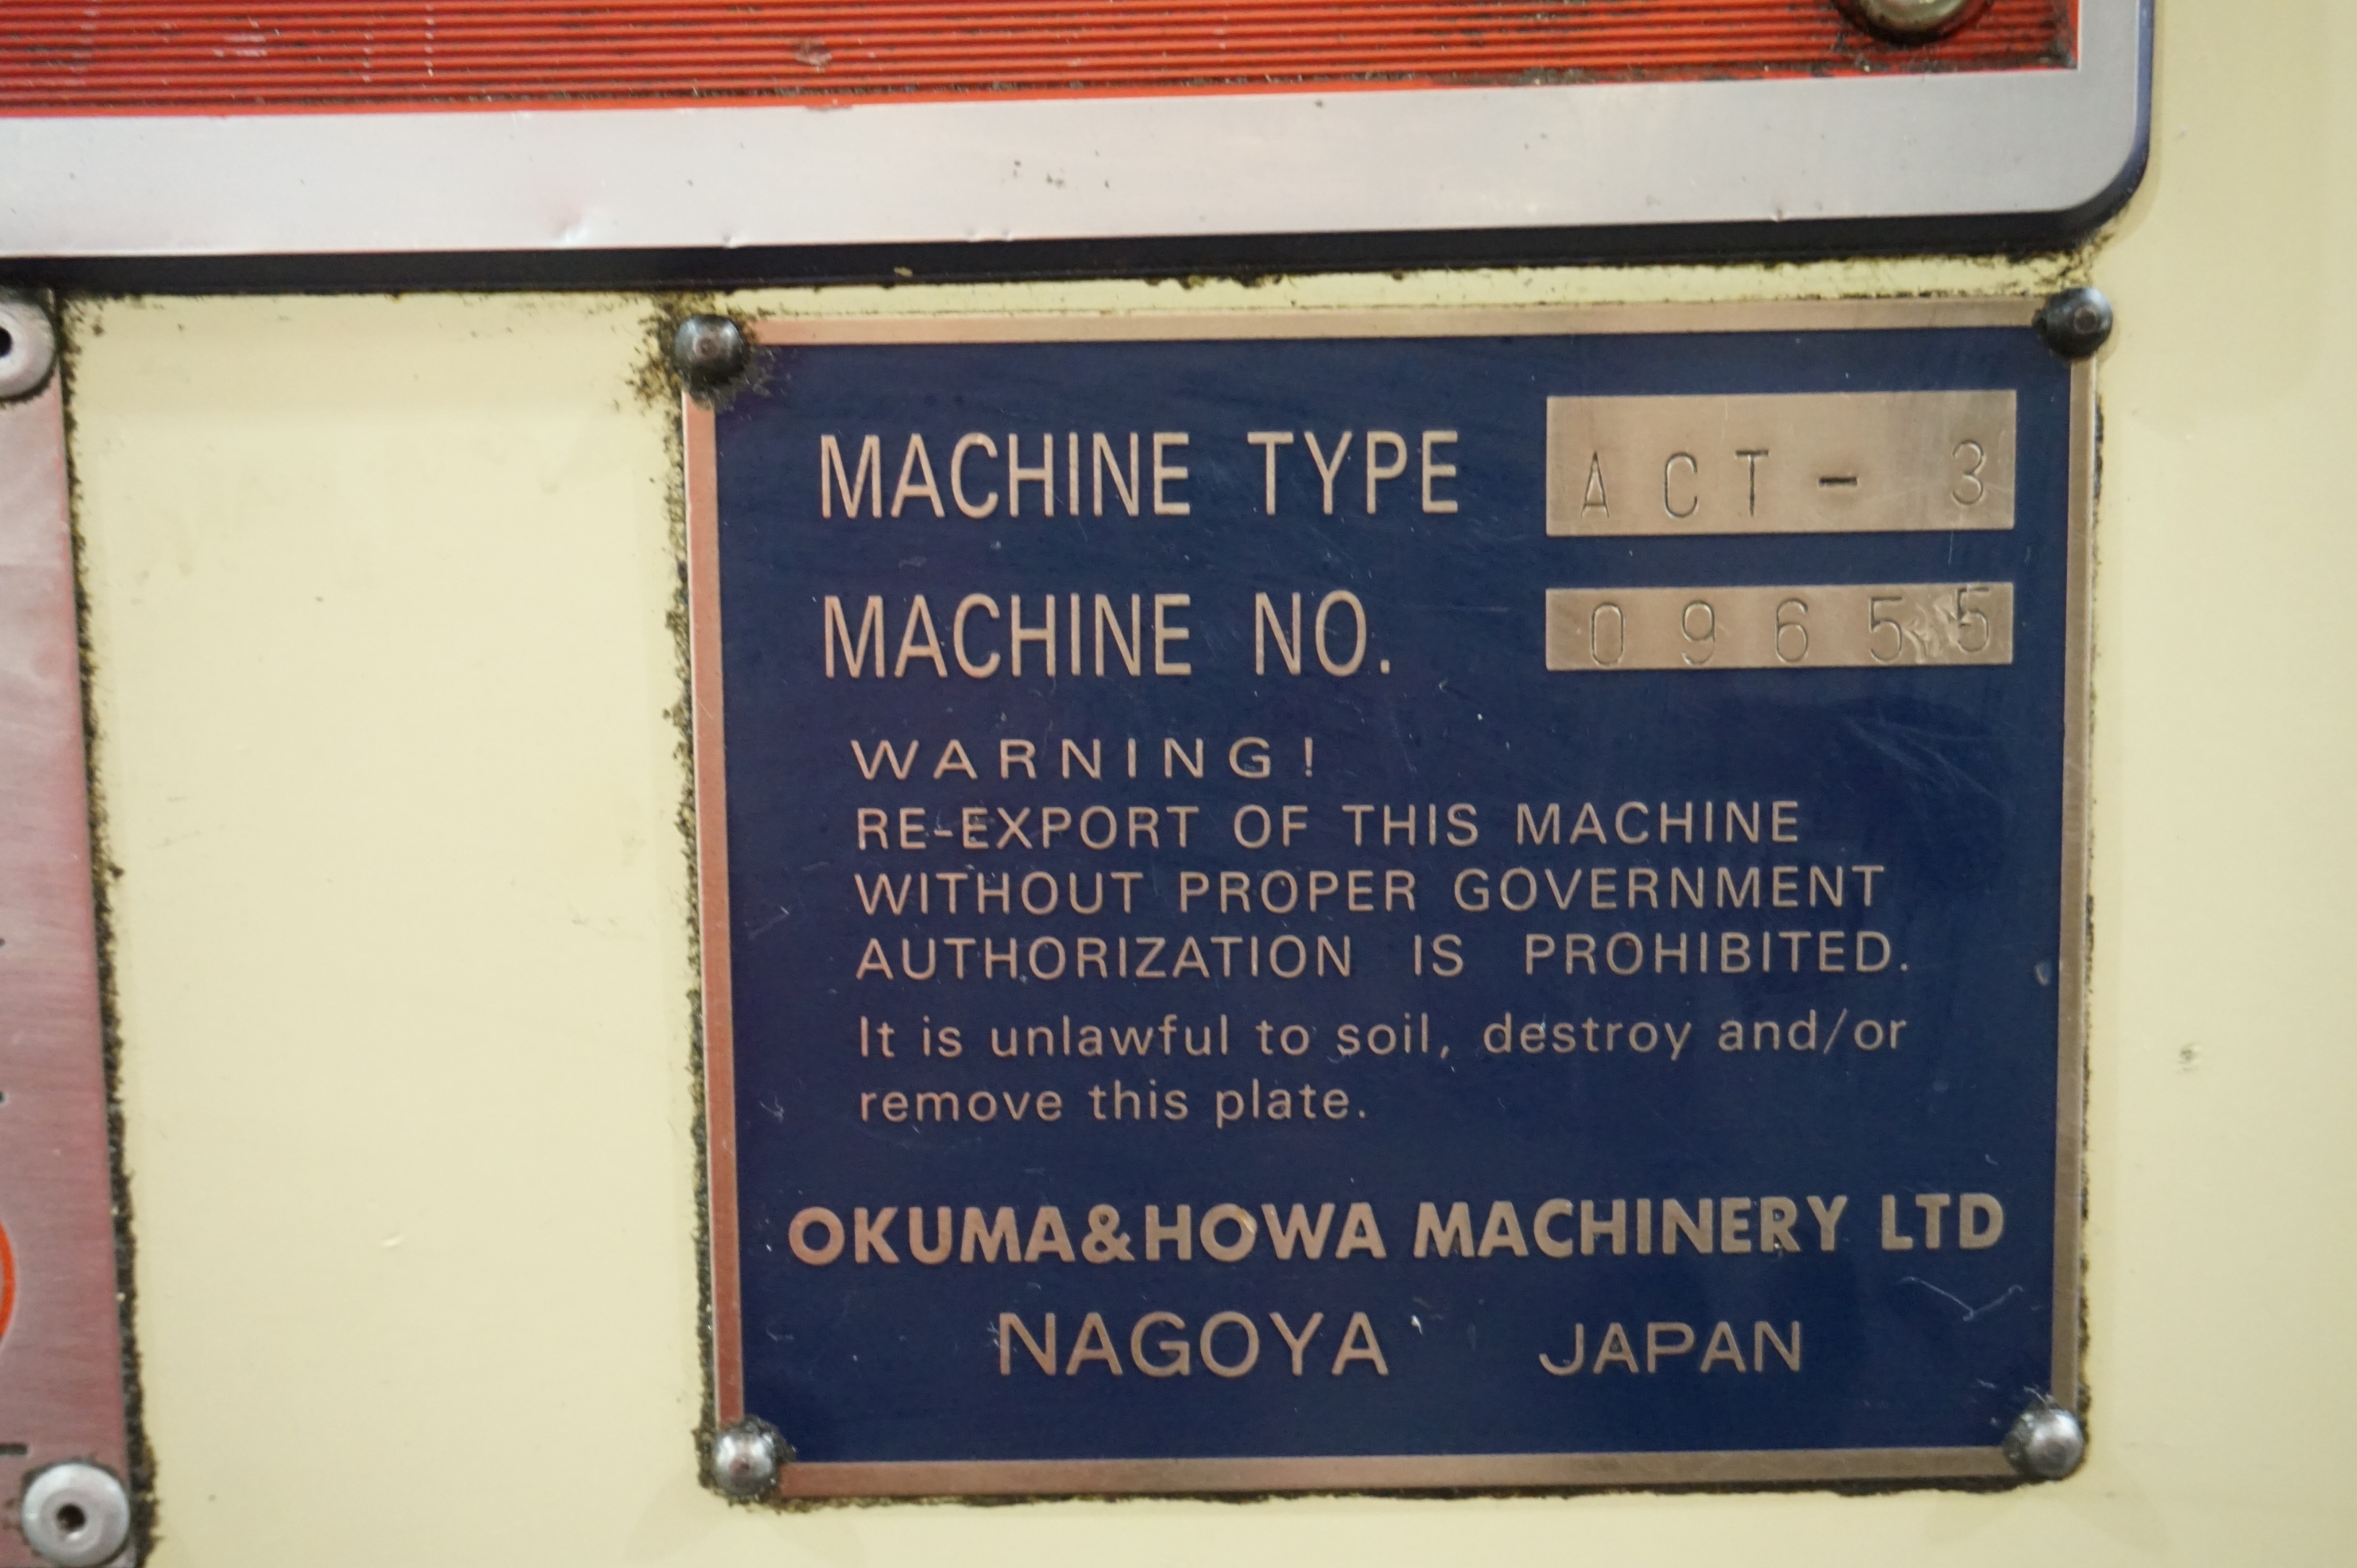 MACHINE TYPE ACT-3
MACHINE NO. 09655
WARNING!
RE-EXPORT OF THIS MACHINE
WITHOUT PROPER GOVERNMENT
AUTHORIZATION IS PROHIBITED.
It is unlawful to soil, destroy and/or
remove this plate.
OKUMA&HOWA MACHINERY LTD
NAGOYA JAPAN